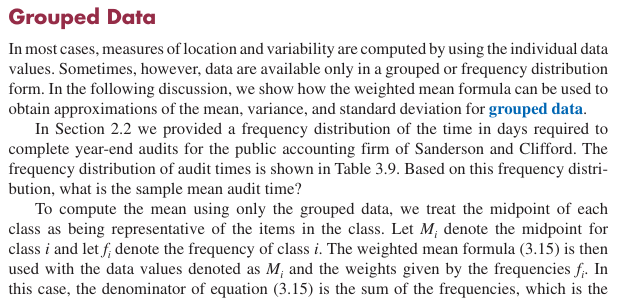 Grouped Data
In most cases, measures of location and variability are computed by using the individual data
values. Sometimes, however, data are available only in a grouped or frequency distribution
form. In the following discussion, we show how the weighted mean formula can be used to
obtain approximations of the mean, variance, and standard deviation for grouped data.
In Section 2.2 we provided a frequency distribution of the time in days required to
complete year-end audits for the public accounting firm of Sanderson and Clifford. The
frequency distribution of audit times is shown in Table 3.9. Based on this frequency distri-
bution, what is the sample mean audit time?
To compute the mean using only the grouped data, we treat the midpoint of each
class as being representative of the items in the class. Let Mᵢ denote the midpoint for
class i and let fᵢ denote the frequency of class i. The weighted mean formula (3.15) is then
used with the data values denoted as Mᵢ and the weights given by the frequencies fᵢ. In
this case, the denominator of equation (3.15) is the sum of the frequencies, which is the